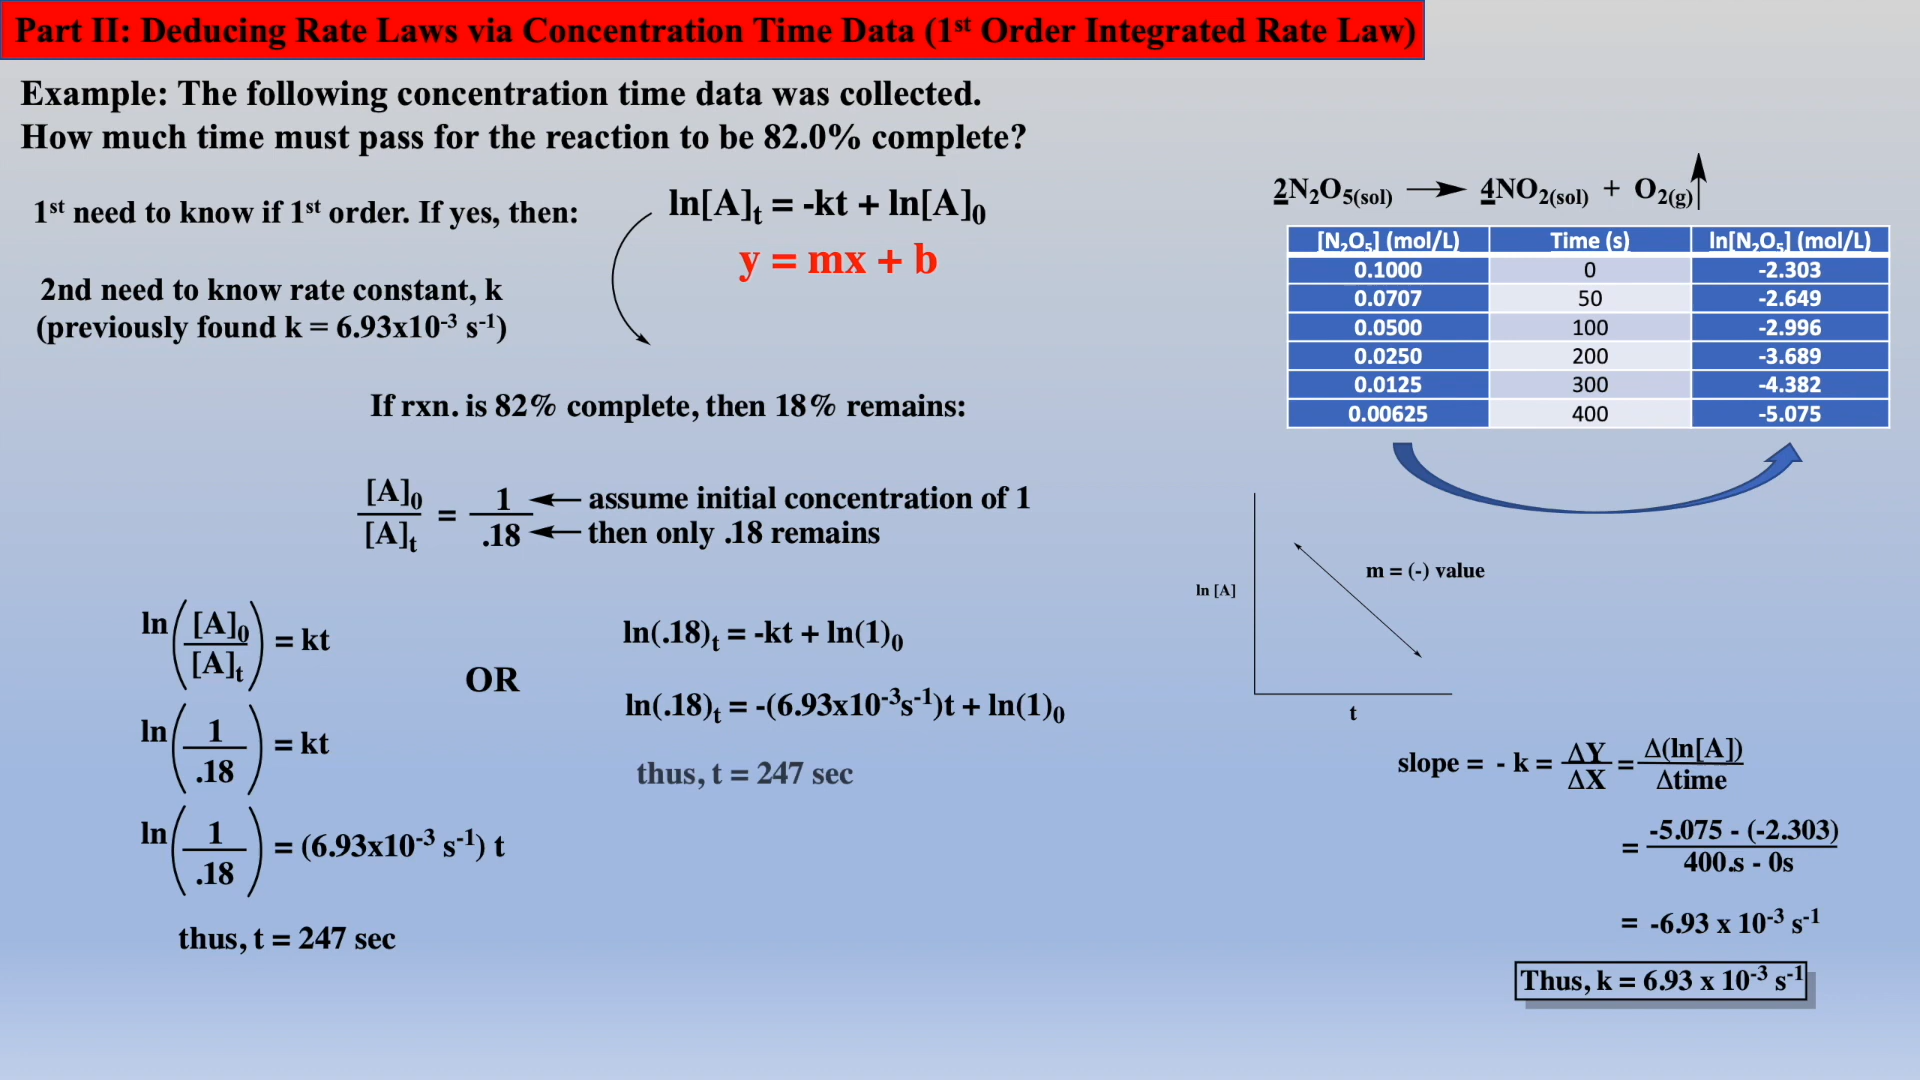 Part II: Deducing Rate Laws via Concentration Time Data (1st Order Integrated Rate Law)
Example: The following concentration time data was collected.
How much time must pass for the reaction to be 82.0% complete?
1st need to know if 1st order. If yes, then:
ln[A]t = -kt + ln[A]0
y = mx + b
2nd need to know rate constant, k
(previously found k = 6.93x10-3 s-1)
If rxn. is 82% complete, then 18% remains:
[A]0 / [A]t = 1 / .18
assume initial concentration of 1
then only .18 remains
ln([A]0 / [A]t) = kt
ln(1 / .18) = kt
ln(1 / .18) = (6.93x10-3 s-1) t
thus, t = 247 sec
OR
ln(.18)t = -kt + ln(1)0
ln(.18)t = -(6.93x10-3s-1)t + ln(1)0
thus, t = 247 sec
2N2O5(sol) → 4NO2(sol) + O2(g)↑
[N2O5] (mol/L) Time (s) ln[N2O5] (mol/L)
0.1000 0 -2.303
0.0707 50 -2.649
0.0500 100 -2.996
0.0250 200 -3.689
0.0125 300 -4.382
0.00625 400 -5.075
ln [A]
m = (-) value
t
slope = - k = ΔY / ΔX = Δ(ln[A]) / Δtime
= -5.075 - (-2.303) / 400.s - 0s
= -6.93 x 10-3 s-1
Thus, k = 6.93 x 10-3 s-1